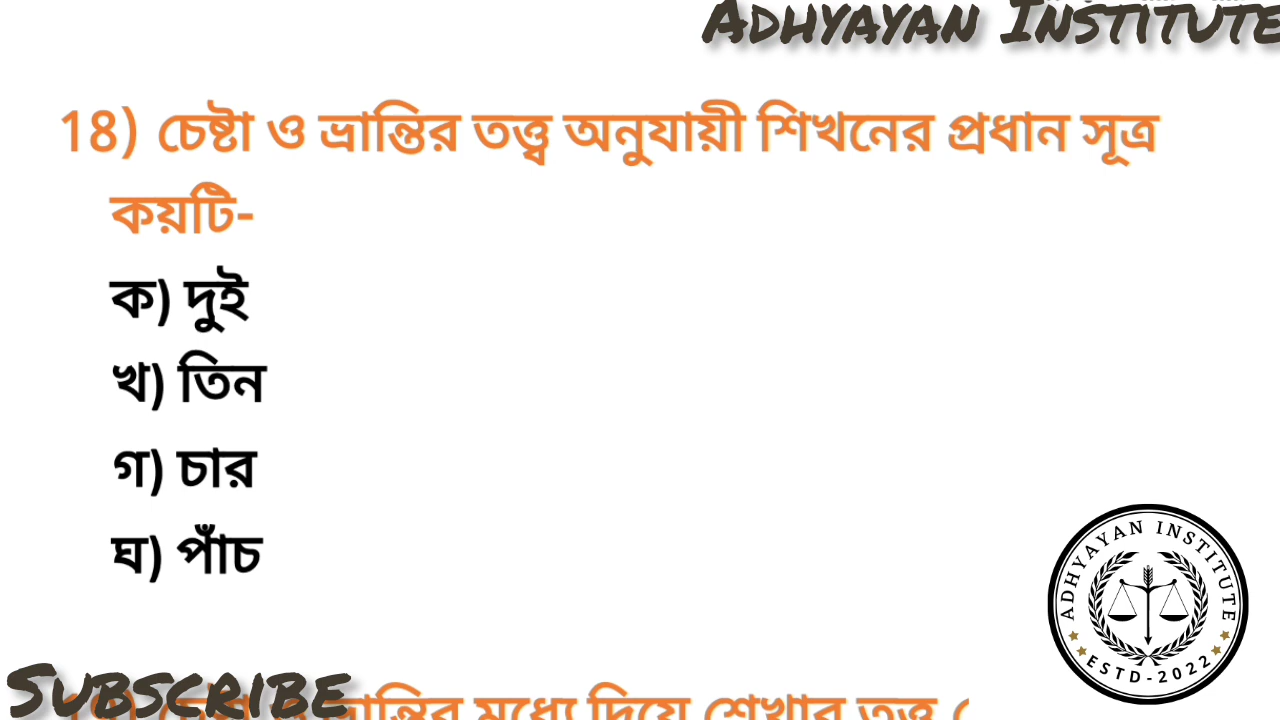 ADHYAYAN INSTITUTE
18) চেষ্টা ও ভ্রান্তির তত্ত্ব অনুযায়ী শিখনের প্রধান সূত্র
কয়টি-
ক) দুই
খ) তিন
গ) চার
ঘ) পাঁচ
ADHYAYAN INSTITUTE
ESTD-2022
SUBSCRIBE
ভ্রান্তির মধ্যে দিয়ে শেখার তত্ত্ব